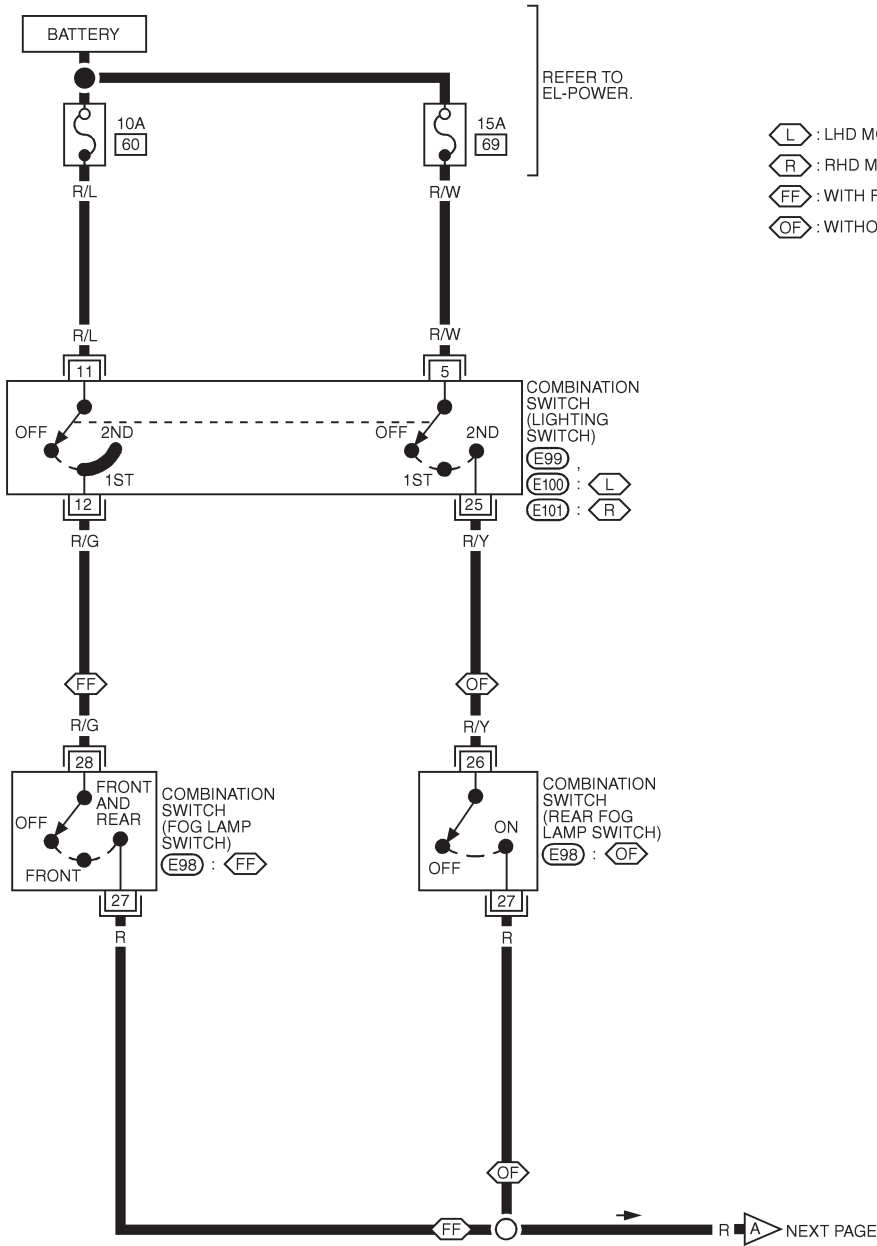 BATTERY
REFER TO
EL-POWER.
10A
60
15A
69
L : LHD M
R : RHD M
FF : WITH F
OF : WITHO
R/L
R/W
R/L
R/W
11
5
COMBINATION
SWITCH
(LIGHTING
SWITCH)
E99 ,
E100 : L
E101 : R
OFF
2ND
1ST
OFF
2ND
1ST
12
25
R/G
R/Y
FF
OF
R/G
R/Y
28
26
FRONT
AND
REAR
OFF
FRONT
COMBINATION
SWITCH
(FOG LAMP
SWITCH)
E98 : FF
ON
OFF
COMBINATION
SWITCH
(REAR FOG
LAMP SWITCH)
E98 : OF
27
27
R
R
OF
FF
R
A
NEXT PAGE